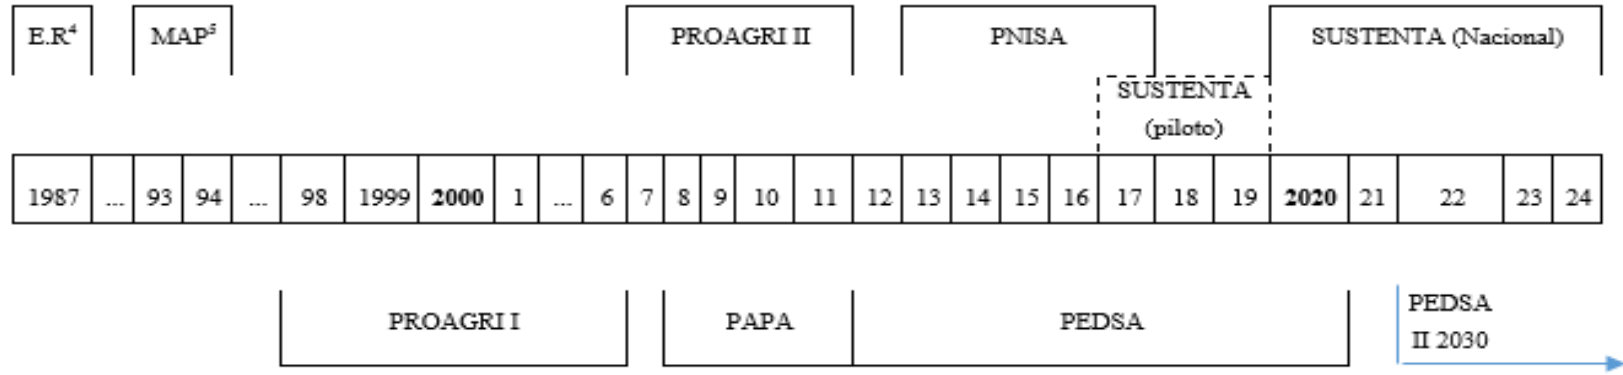 E.R⁴ MAP⁵ PROAGRI II PNISA SUSTENTA (Nacional)
SUSTENTA
(piloto)
1987 ... 93 94 ... 98 1999 2000 1 ... 6 7 8 9 10 11 12 13 14 15 16 17 18 19 2020 21 22 23 24
PROAGRI I PAPA PEDSA PEDSA
II 2030